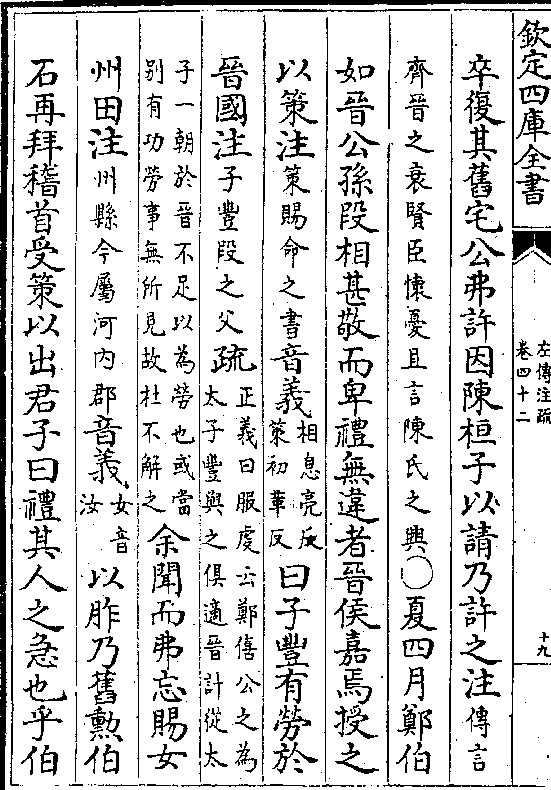 欽定四庫全書
左傳注疏
卷四十二
十九
卒復其舊宅公弗許因陳桓子以請乃許之注傳言
齊晉之衰賢臣懷憂且言陳氏之興○夏四月鄭伯
如晉公孫段相甚敬而卑禮無違者晉侯嘉焉授之
以策注策賜命之書音義相息亮反策初革反曰子豐有勞於
晉國注子豐段之父疏正義曰服虔云鄭僖公之為太子豐與之俱適晉計從太
子一朝於晉不足以為勞也或當別有功勞事無所見故杜不解之余聞而弗忘賜女
州田注州縣今屬河內郡音義女音汝以胙乃舊勳伯
石再拜稽首受策以出君子曰禮其人之急也乎伯